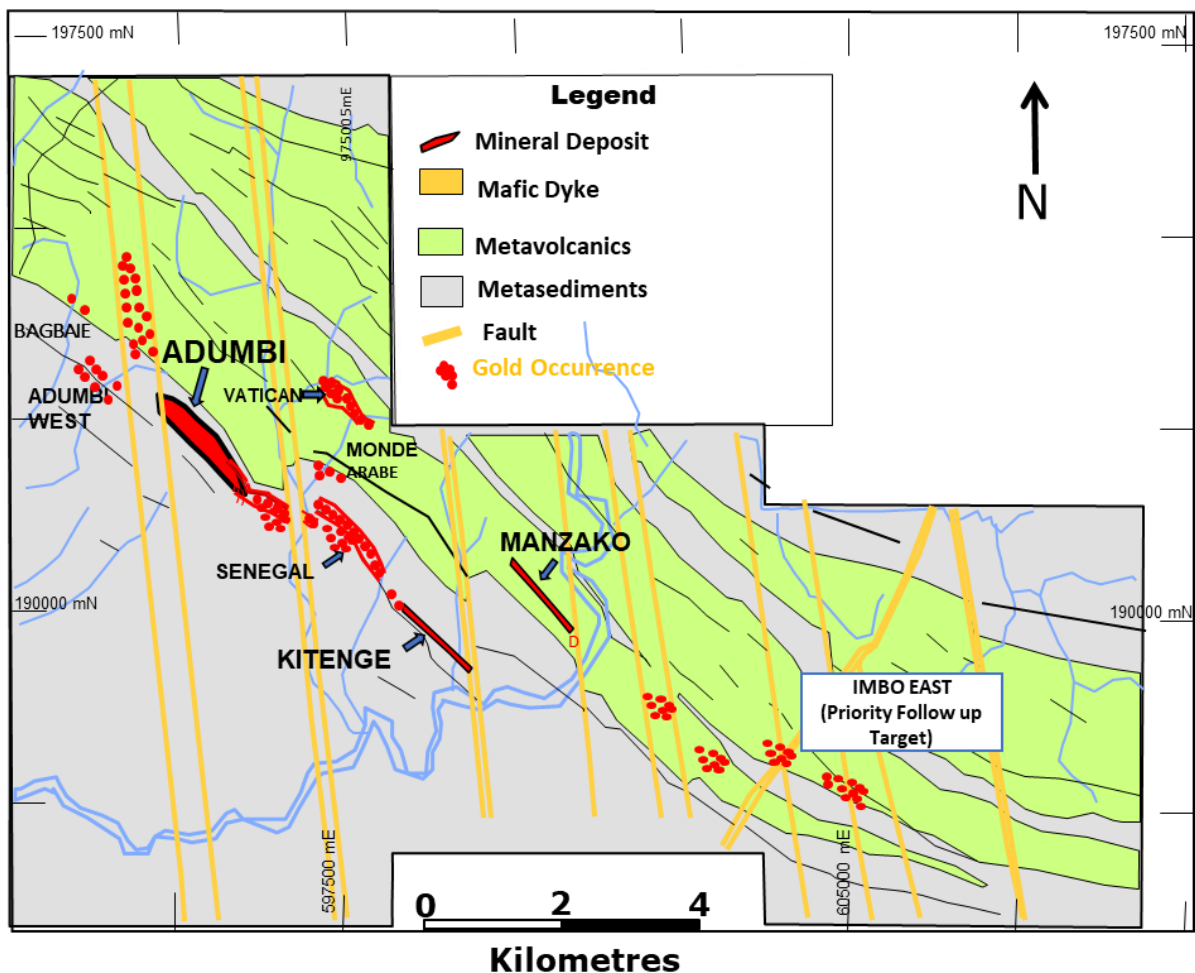 197500 mN
197500 mN
975005mE
Legend
Mineral Deposit
Mafic Dyke
Metavolcanics
Metasediments
Fault
Gold Occurrence
N
BAGBAIE
ADUMBI
ADUMBI
WEST
VATICAN
MONDE
ARABE
MANZAKO
SENEGAL
190000 mN
190000 mN
D
KITENGE
IMBO EAST
(Priority Follow up
Target)
597500 mE
605000 mE
0 2 4
Kilometres